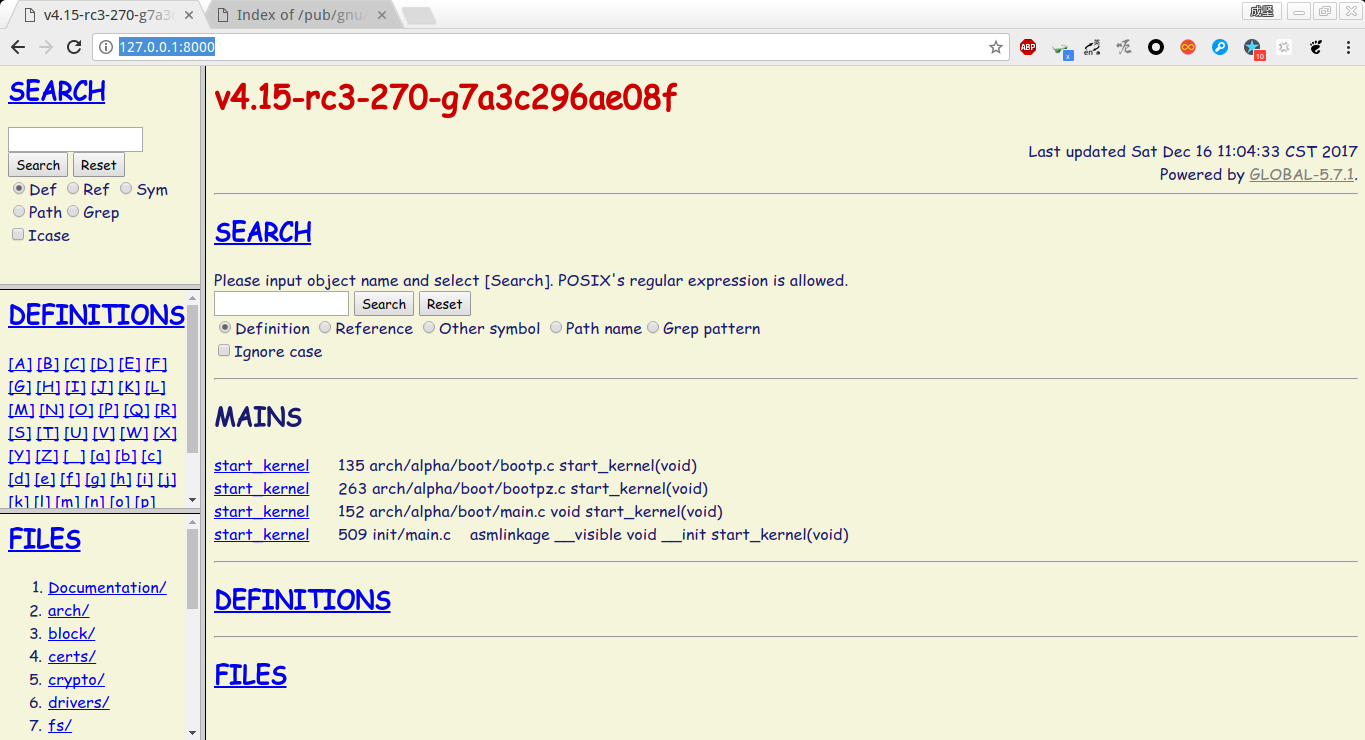 v4.15-rc3-270-g7a3c
Index of /pub/gnu/
成坚
127.0.0.1:8000
ABP
x
en
英
10
SEARCH
Search Reset
Def Ref Sym
Path Grep
Icase
DEFINITIONS
[A] [B] [C] [D] [E] [F]
[G] [H] [I] [J] [K] [L]
[M] [N] [O] [P] [Q] [R]
[S] [T] [U] [V] [W] [X]
[Y] [Z] [_] [a] [b] [c]
[d] [e] [f] [g] [h] [i] [j]
[k] [l] [m] [n] [o] [p]
FILES
1. Documentation/
2. arch/
3. block/
4. certs/
5. crypto/
6. drivers/
7. fs/
v4.15-rc3-270-g7a3c296ae08f
Last updated Sat Dec 16 11:04:33 CST 2017
Powered by GLOBAL-5.7.1.
SEARCH
Please input object name and select [Search]. POSIX's regular expression is allowed.
Search Reset
Definition Reference Other symbol Path name Grep pattern
Ignore case
MAINS
start_kernel 135 arch/alpha/boot/bootp.c start_kernel(void)
start_kernel 263 arch/alpha/boot/bootpz.c start_kernel(void)
start_kernel 152 arch/alpha/boot/main.c void start_kernel(void)
start_kernel 509 init/main.c asmlinkage __visible void __init start_kernel(void)
DEFINITIONS
FILES